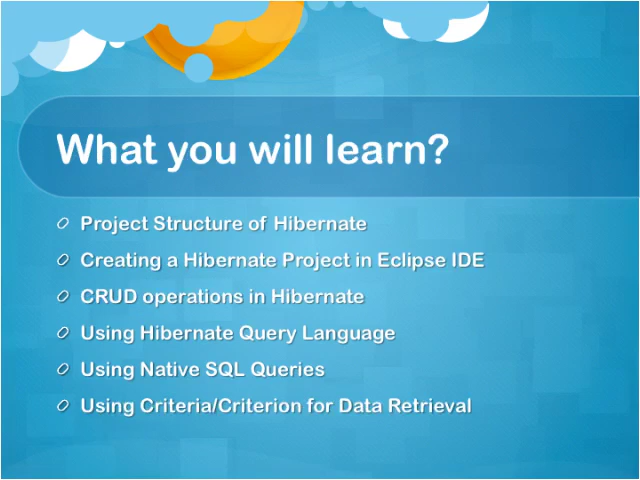 What you will learn?
Project Structure of Hibernate
Creating a Hibernate Project in Eclipse IDE
CRUD operations in Hibernate
Using Hibernate Query Language
Using Native SQL Queries
Using Criteria/Criterion for Data Retrieval